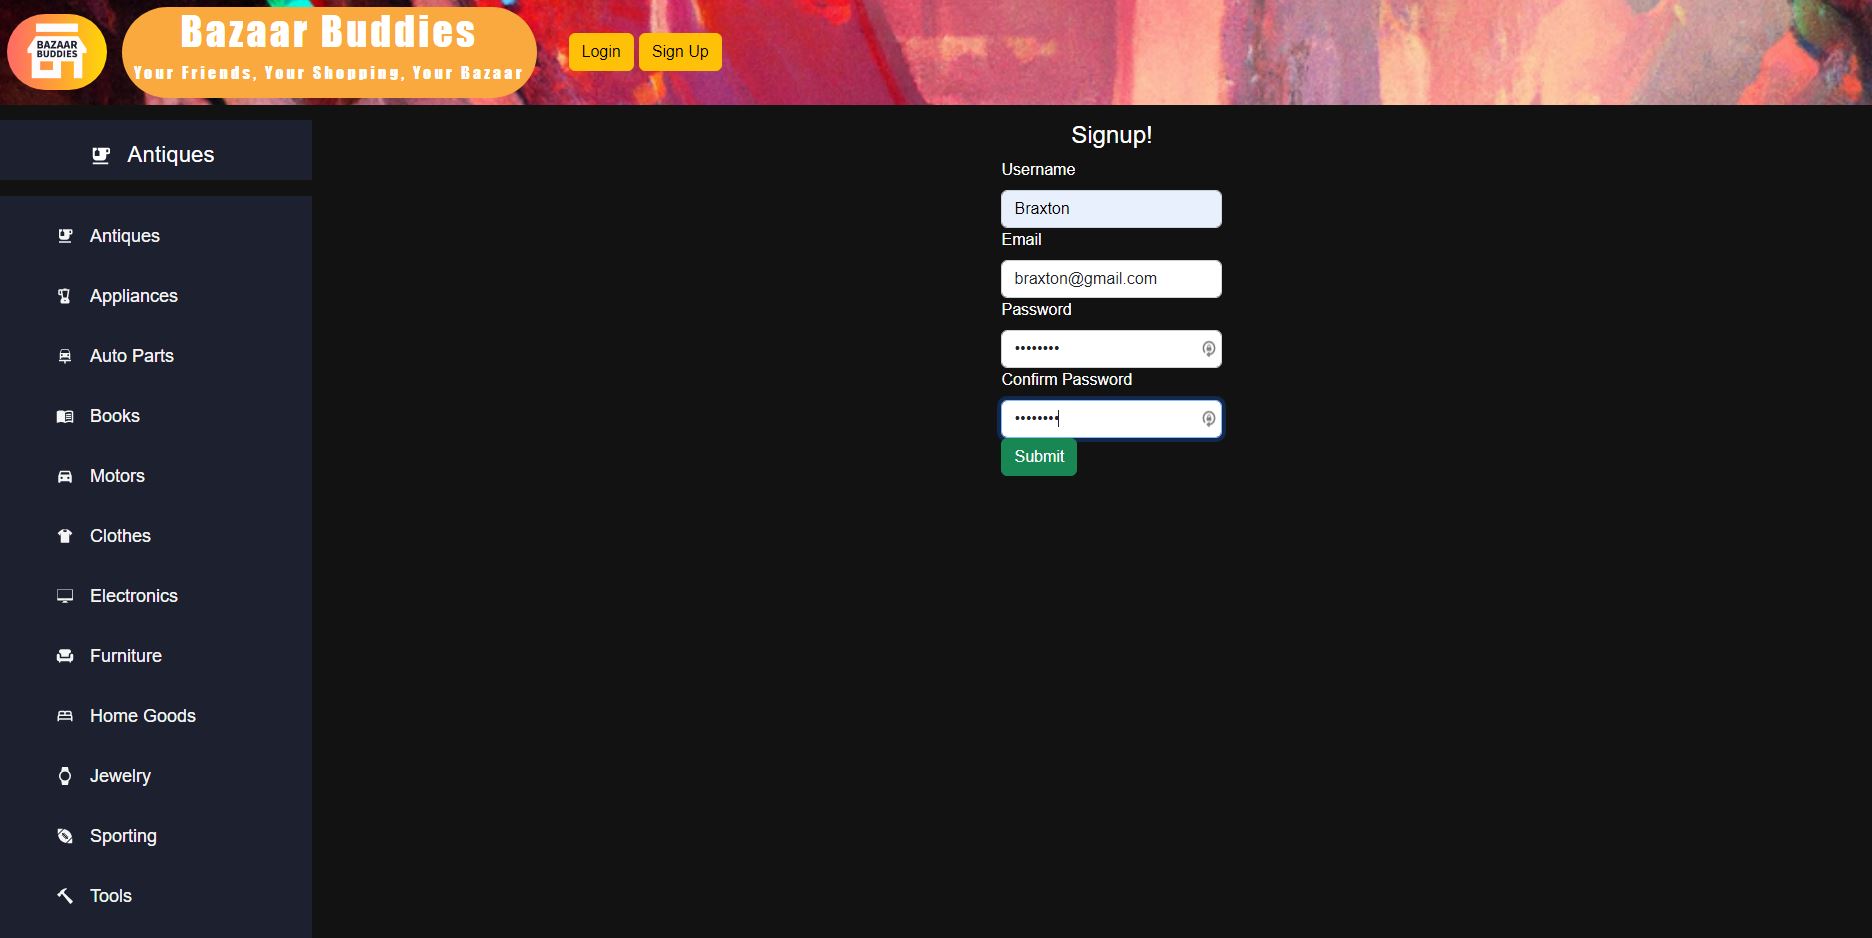 BAZAAR
BUDDIES
Bazaar Buddies
Your Friends, Your Shopping, Your Bazaar
Login
Sign Up
Antiques
Antiques
Appliances
Auto Parts
Books
Motors
Clothes
Electronics
Furniture
Home Goods
Jewelry
Sporting
Tools
Signup!
Username
Braxton
Email
braxton@gmail.com
Password
••••••••
Confirm Password
••••••••
Submit